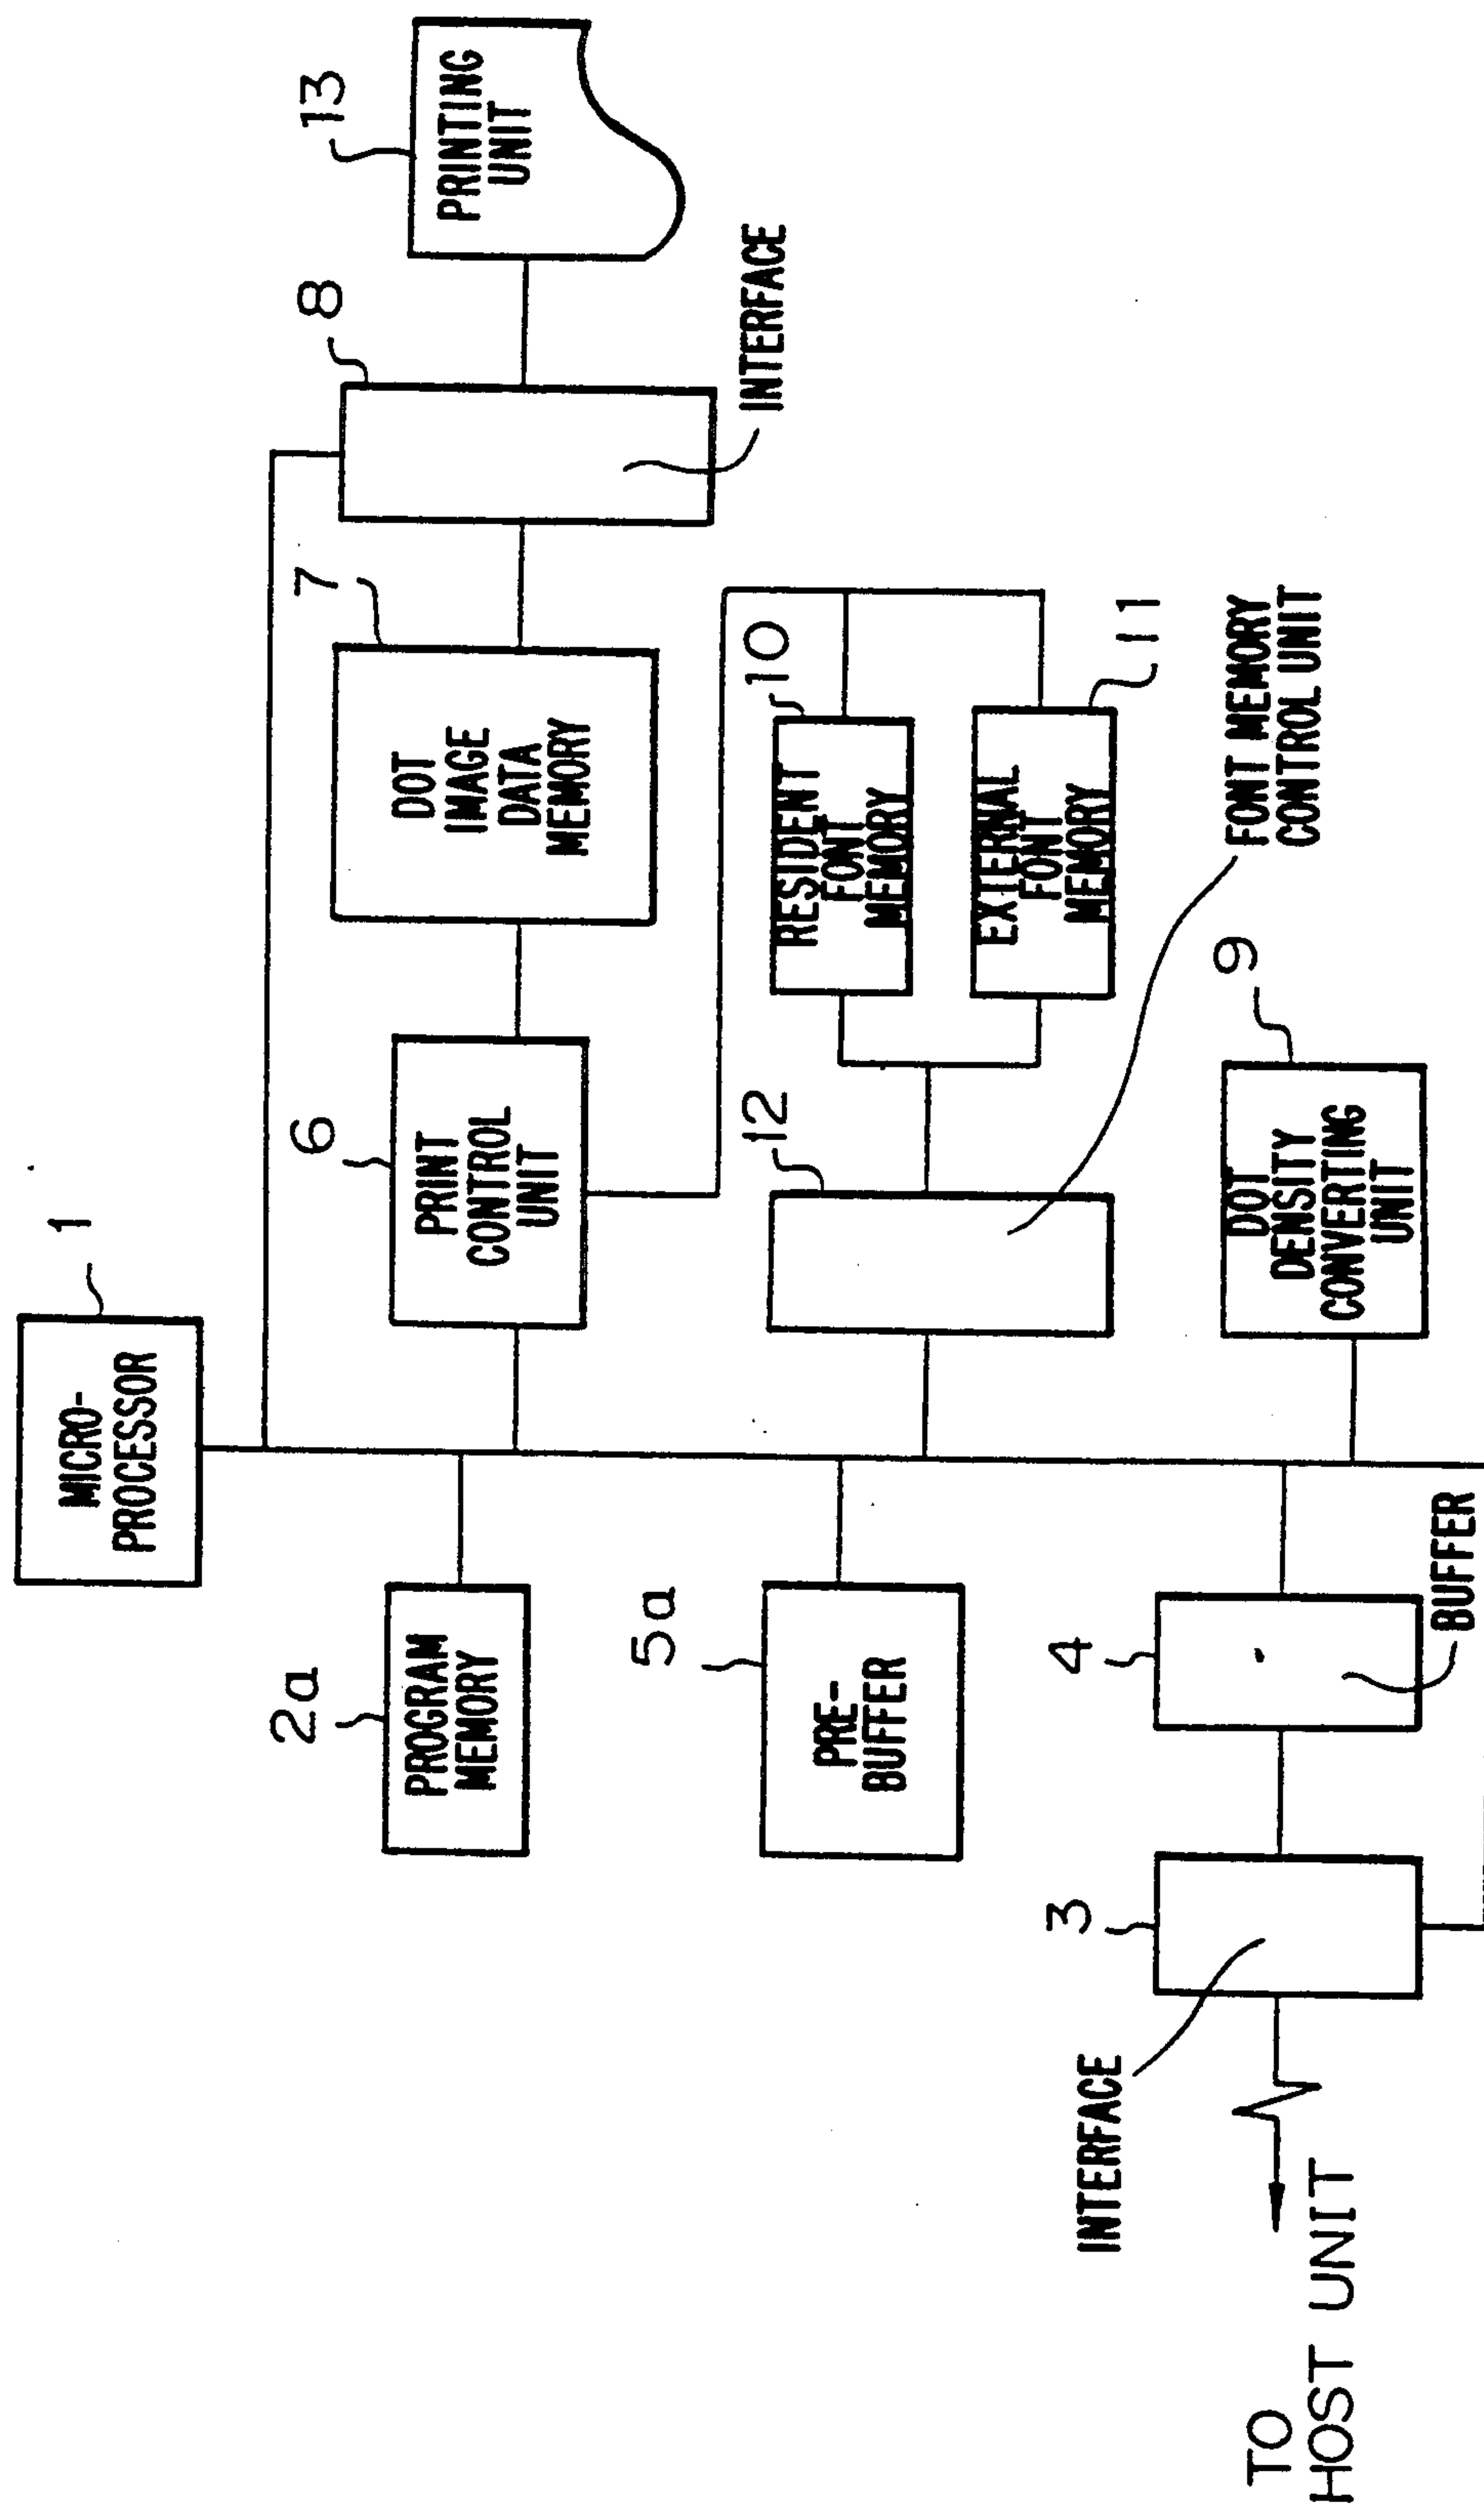 1
MICRO-
PROCESSOR
2a
PROGRAM
MEMORY
6
PRINT
CONTROL
UNIT
7
DOT
IMAGE
DATA
MEMORY
8
INTERFACE
13
PRINTING
UNIT
5a
PRE-
BUFFER
12
10
RESIDENT
FONT
MEMORY
EXTERNAL
FONT
MEMORY
11
FONT MEMORY
CONTROL UNIT
3
INTERFACE
4
BUFFER
9
DOT
DENSITY
CONVERTING
UNIT
TO
HOST UNIT